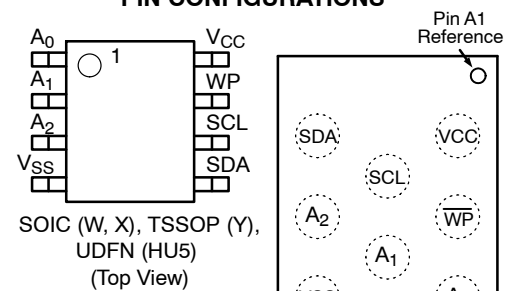 PIN CONFIGURATIONS
A0
1
VCC
A1
WP
A2
SCL
VSS
SDA
SOIC (W, X), TSSOP (Y),
UDFN (HU5)
(Top View)
Pin A1
Reference
SDA
VCC
SCL
A2
WP
A1